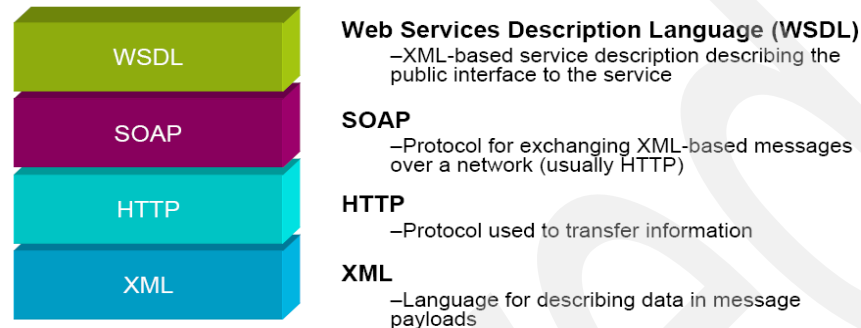 WSDL
Web Services Description Language (WSDL)
–XML-based service description describing the
public interface to the service
SOAP
SOAP
–Protocol for exchanging XML-based messages
over a network (usually HTTP)
HTTP
HTTP
–Protocol used to transfer information
XML
XML
–Language for describing data in message
payloads